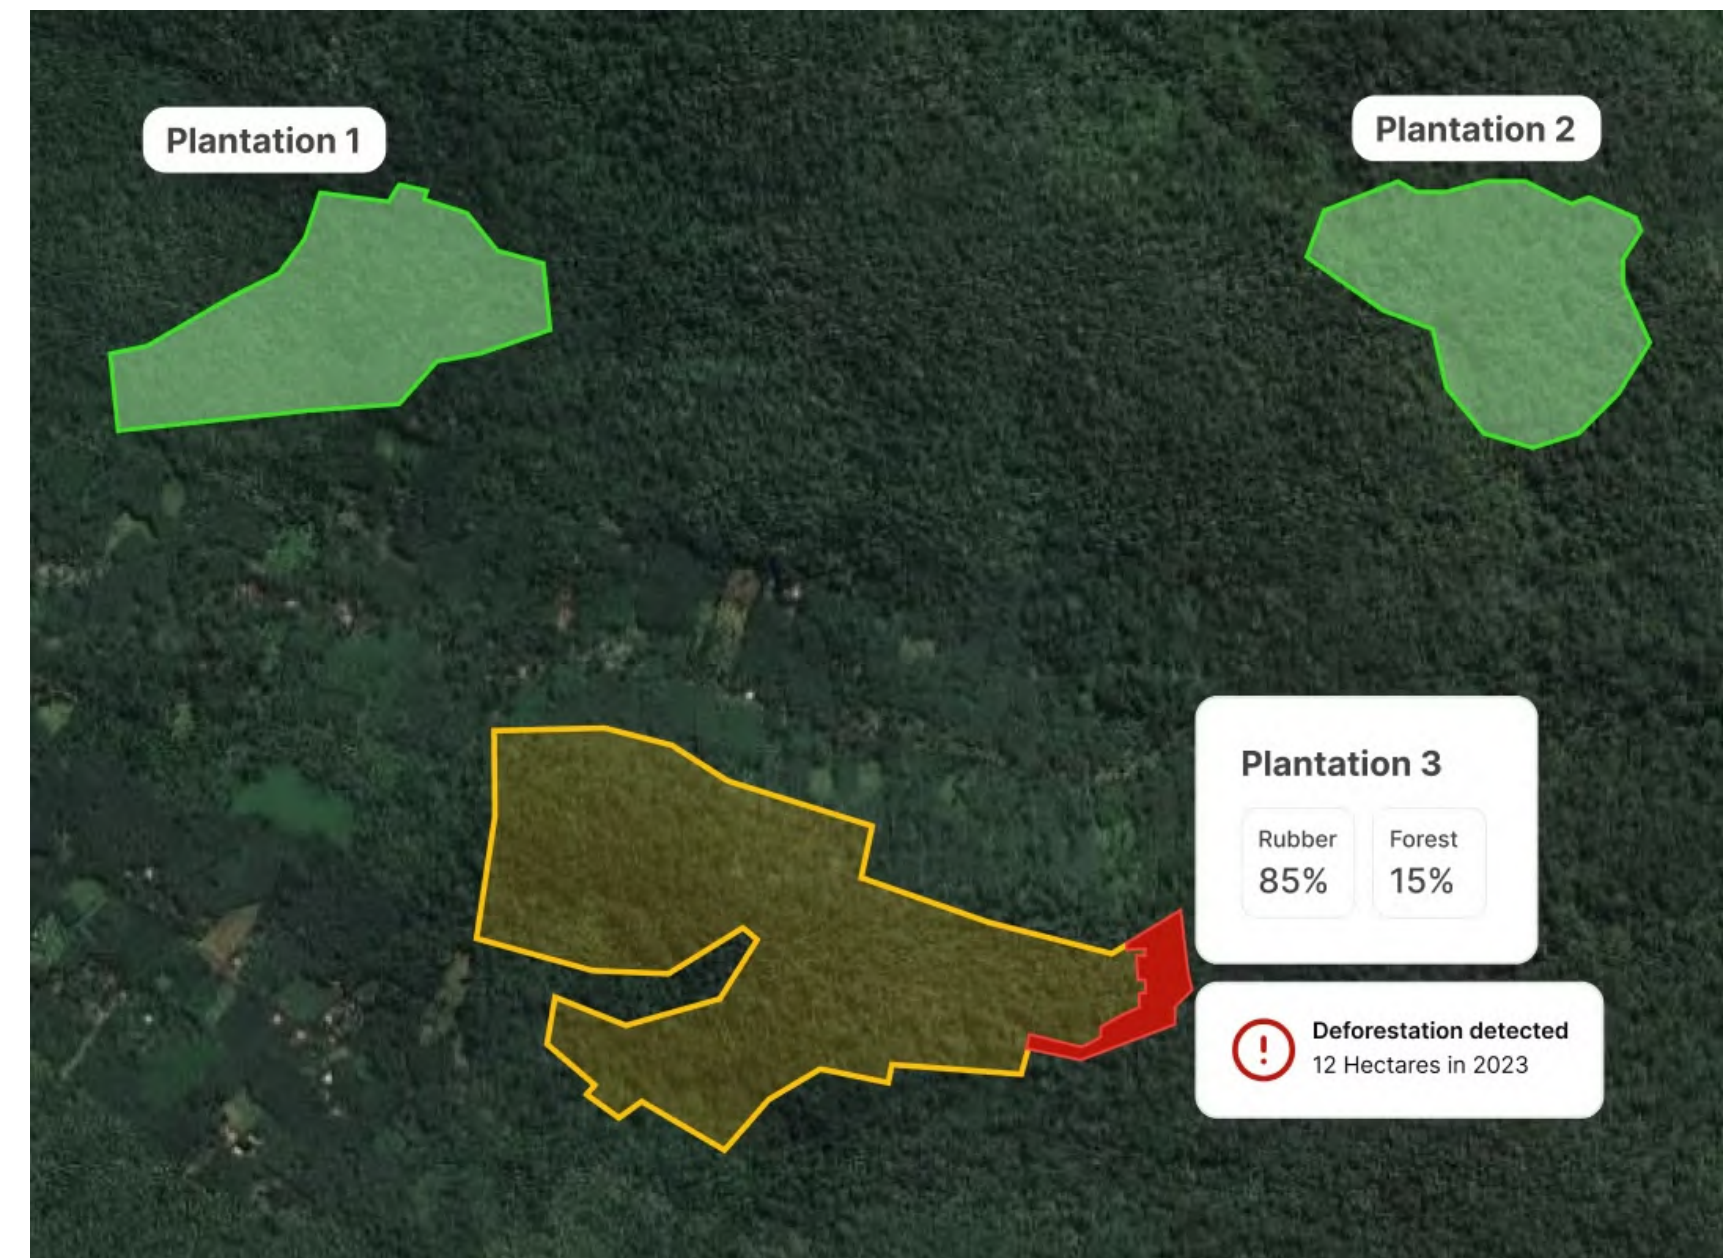 Plantation 1
Plantation 2
Plantation 3
Rubber
85%
Forest
15%
Deforestation detected
12 Hectares in 2023